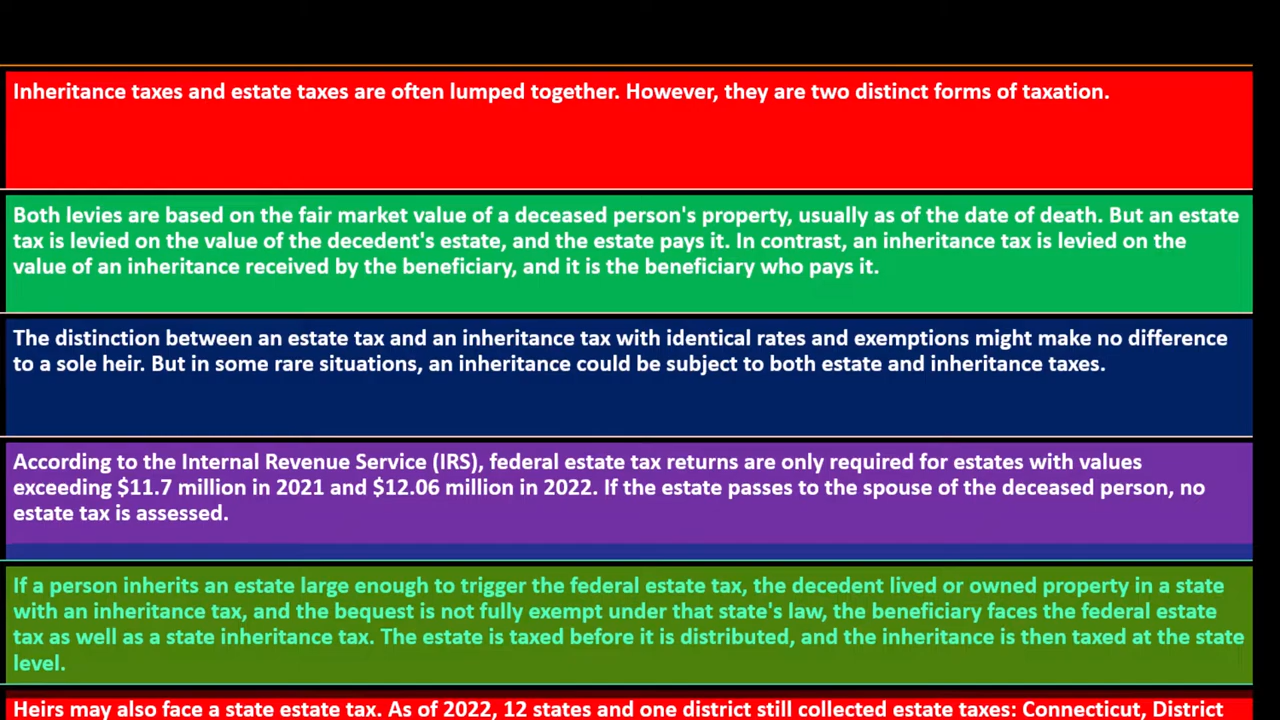 Inheritance taxes and estate taxes are often lumped together. However, they are two distinct forms of taxation.
Both levies are based on the fair market value of a deceased person's property, usually as of the date of death. But an estate
tax is levied on the value of the decedent's estate, and the estate pays it. In contrast, an inheritance tax is levied on the
value of an inheritance received by the beneficiary, and it is the beneficiary who pays it.
The distinction between an estate tax and an inheritance tax with identical rates and exemptions might make no difference
to a sole heir. But in some rare situations, an inheritance could be subject to both estate and inheritance taxes.
According to the Internal Revenue Service (IRS), federal estate tax returns are only required for estates with values
exceeding $11.7 million in 2021 and $12.06 million in 2022. If the estate passes to the spouse of the deceased person, no
estate tax is assessed.
If a person inherits an estate large enough to trigger the federal estate tax, the decedent lived or owned property in a state
with an inheritance tax, and the bequest is not fully exempt under that state's law, the beneficiary faces the federal estate
tax as well as a state inheritance tax. The estate is taxed before it is distributed, and the inheritance is then taxed at the state
level.
Heirs may also face a state estate tax. As of 2022, 12 states and one district still collected estate taxes: Connecticut, District